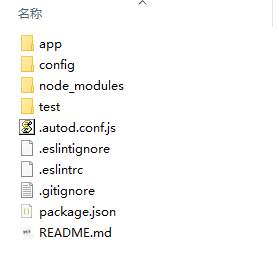 名称
app
config
node_modules
test
.autod.conf.js
.eslintignore
.eslintrc
.gitignore
package.json
README.md